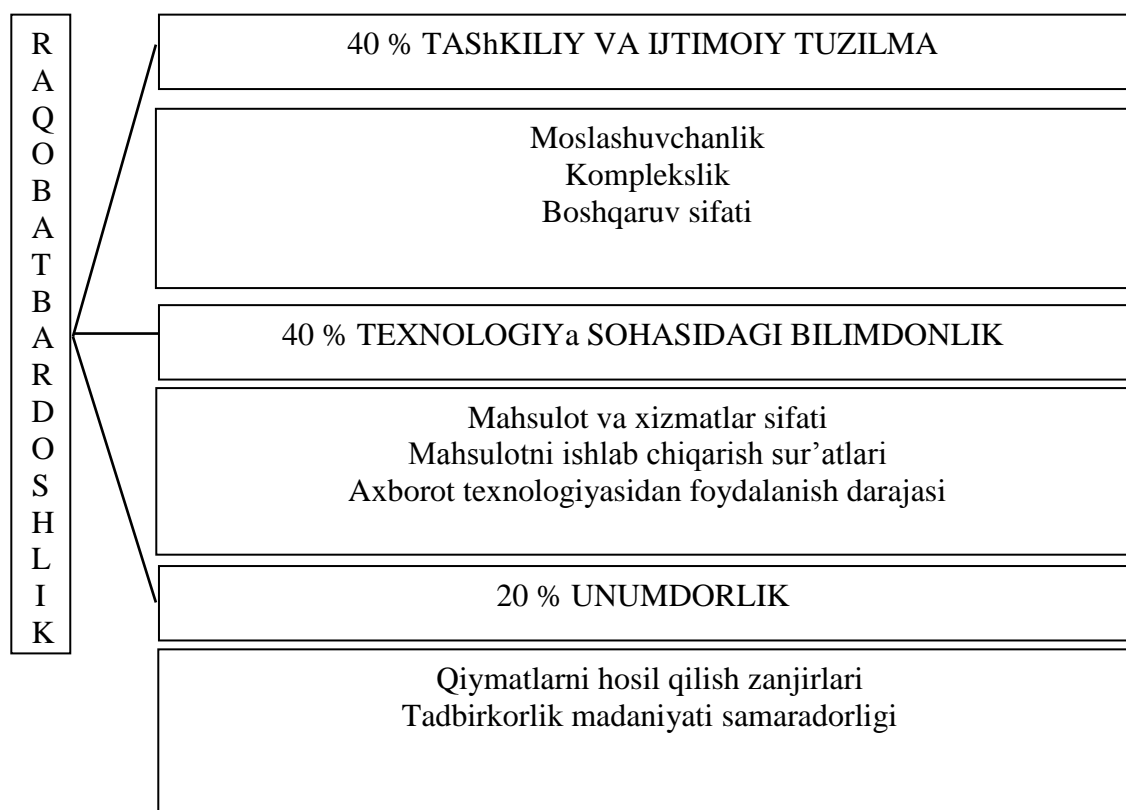 RAQOBATBARDOSHLIK
40 % TAShKILIY VA IJTIMOIY TUZILMA
Moslashuvchanlik
Komplekslik
Boshqaruv sifati
40 % TEXNOLOGIYa SOHASIDAGI BILIMDONLIK
Mahsulot va xizmatlar sifati
Mahsulotni ishlab chiqarish sur’atlari
Axborot texnologiyasidan foydalanish darajasi
20 % UNUMDORLIK
Qiymatlarni hosil qilish zanjirlari
Tadbirkorlik madaniyati samaradorligi